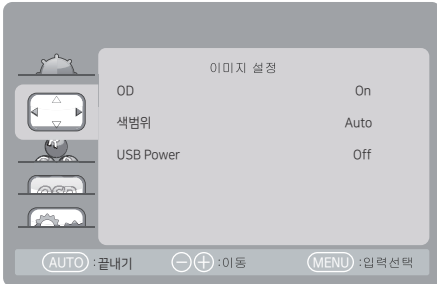 이미지 설정
OD On
색범위 Auto
USB Power Off
OSD
AUTO :끝내기 − + :이동 MENU :입력선택